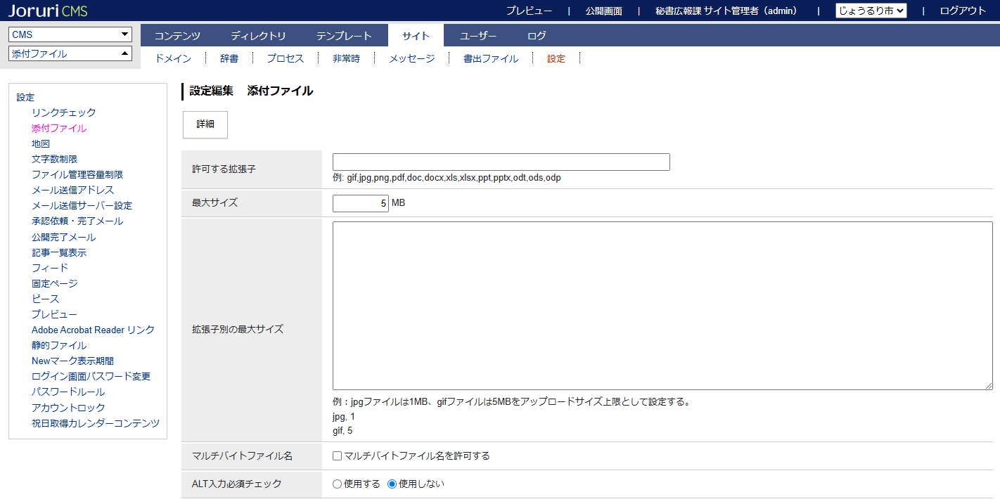 Joruri CMS
プレビュー | 公開画面 | 秘書広報課 サイト管理者（admin） | じょうるり市 | ログアウト
CMS
添付ファイル
コンテンツ ディレクトリ テンプレート サイト ユーザー ログ
ドメイン 辞書 プロセス 非常時 メッセージ 書出ファイル 設定
設定
リンクチェック
添付ファイル
地図
文字数制限
ファイル管理容量制限
メール送信アドレス
メール送信サーバー設定
承認依頼・完了メール
公開完了メール
記事一覧表示
フィード
固定ページ
ピース
プレビュー
Adobe Acrobat Reader リンク
静的ファイル
Newマーク表示期間
ログイン画面パスワード変更
パスワードルール
アカウントロック
祝日取得カレンダーコンテンツ
設定編集 添付ファイル
詳細
許可する拡張子
例: gif,jpg,png,pdf,doc,docx,xls,xlsx,ppt,pptx,odt,ods,odp
最大サイズ 5 MB
拡張子別の最大サイズ
例：jpgファイルは1MB、gifファイルは5MBをアップロードサイズ上限として設定する。
jpg, 1
gif, 5
マルチバイトファイル名 マルチバイトファイル名を許可する
ALT入力必須チェック 使用する 使用しない